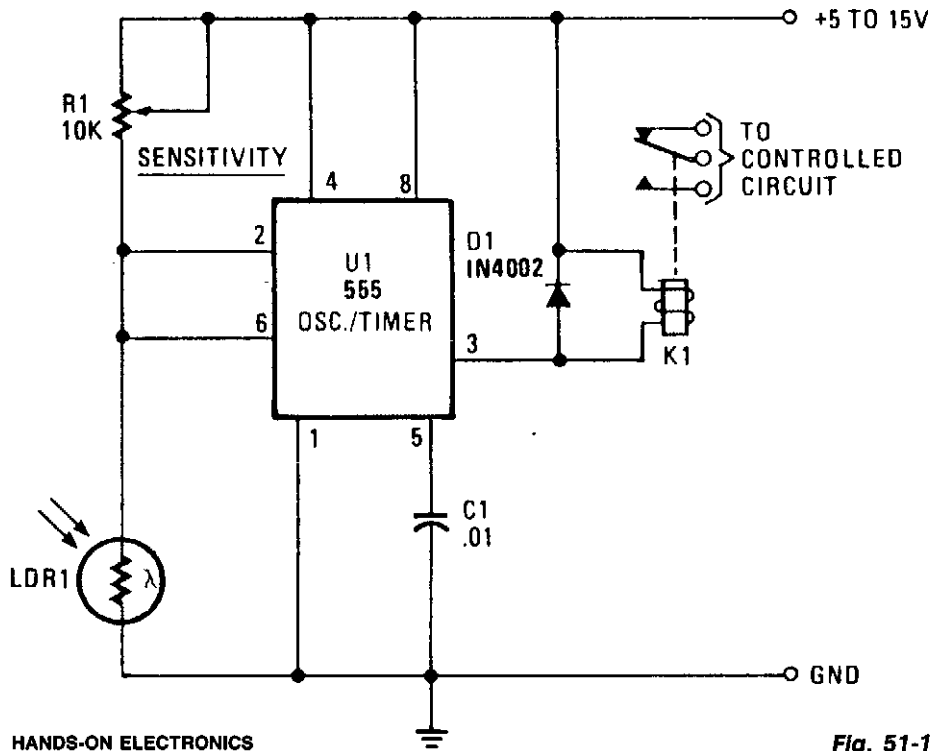 +5 TO 15V
R1
10K
SENSITIVITY
TO
CONTROLLED
CIRCUIT
4
8
2
D1
1N4002
U1
555
OSC./TIMER
6
3
K1
1
5
C1
.01
LDR1
λ
GND
HANDS-ON ELECTRONICS
Fig. 51-1